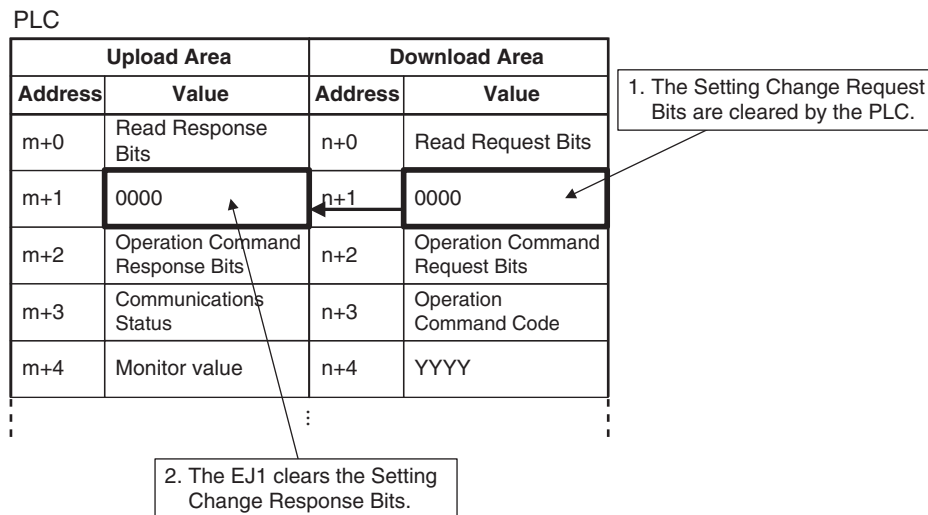 PLC
Upload Area Download Area
Address Value Address Value
m+0 Read Response Bits n+0 Read Request Bits
m+1 0000 n+1 0000
m+2 Operation Command Response Bits n+2 Operation Command Request Bits
m+3 Communications Status n+3 Operation Command Code
m+4 Monitor value n+4 YYYY
⋮
1. The Setting Change Request
Bits are cleared by the PLC.
2. The EJ1 clears the Setting
Change Response Bits.